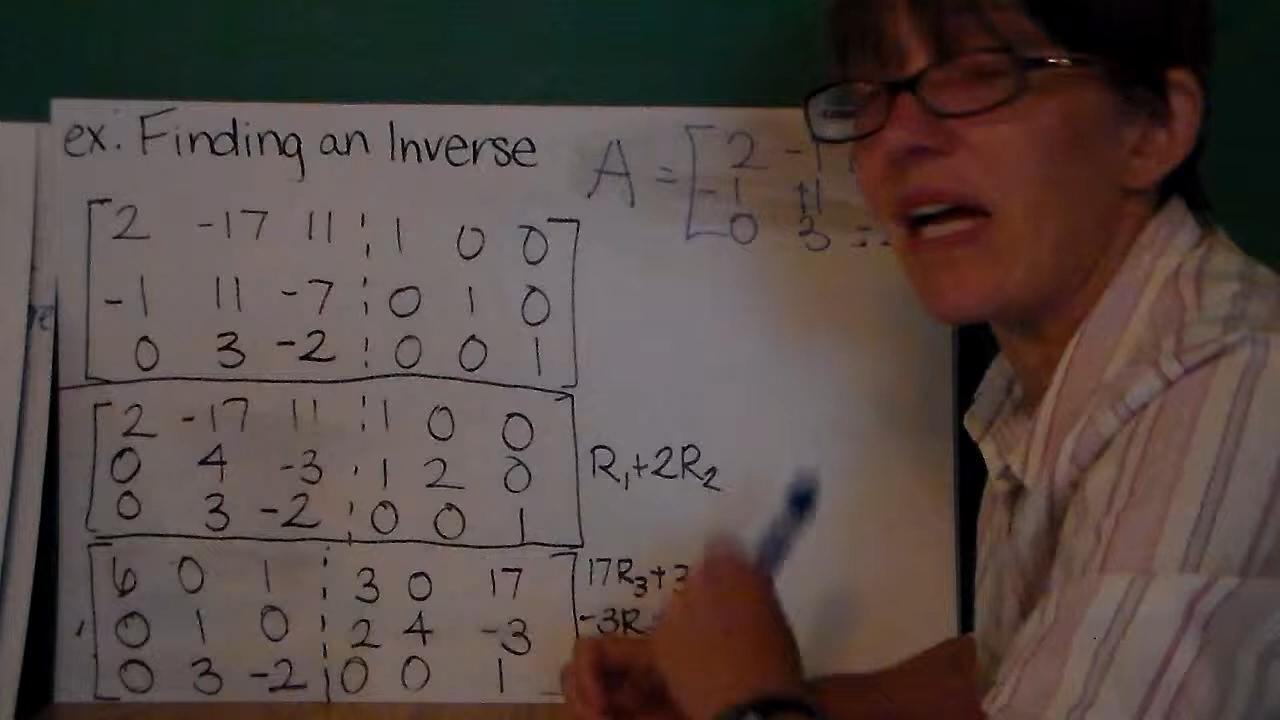 ex. Finding an Inverse
A = [ 2 -1
-1 +1
0 3 =
2 -17 11 ¦ 1 0 0
-1 11 -7 ¦ 0 1 0
0 3 -2 ¦ 0 0 1
2 -17 11 ¦ 1 0 0
0 4 -3 ¦ 1 2 0
0 3 -2 ¦ 0 0 1
R₁+2R₂
6 0 1 ¦ 3 0 17
0 1 0 ¦ 2 4 -3
0 3 -2 ¦ 0 0 1
17R₃+3
-3R